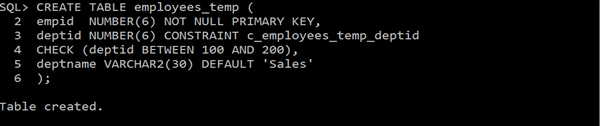 SQL> CREATE TABLE employees_temp (
2 empid NUMBER(6) NOT NULL PRIMARY KEY,
3 deptid NUMBER(6) CONSTRAINT c_employees_temp_deptid
4 CHECK (deptid BETWEEN 100 AND 200),
5 deptname VARCHAR2(30) DEFAULT 'Sales'
6 );
Table created.